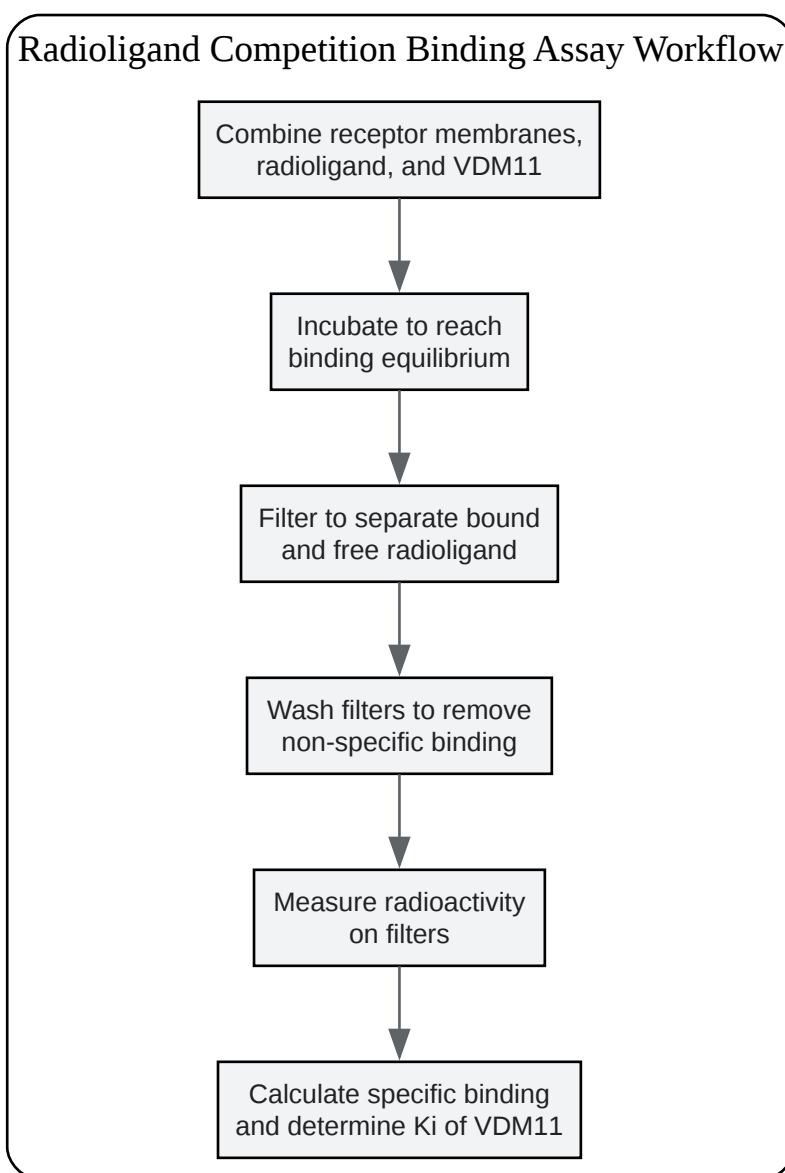 Radioligand Competition Binding Assay Workflow
Combine receptor membranes,
radioligand, and VDM11
Incubate to reach
binding equilibrium
Filter to separate bound
and free radioligand
Wash filters to remove
non-specific binding
Measure radioactivity
on filters
Calculate specific binding
and determine Ki of VDM11